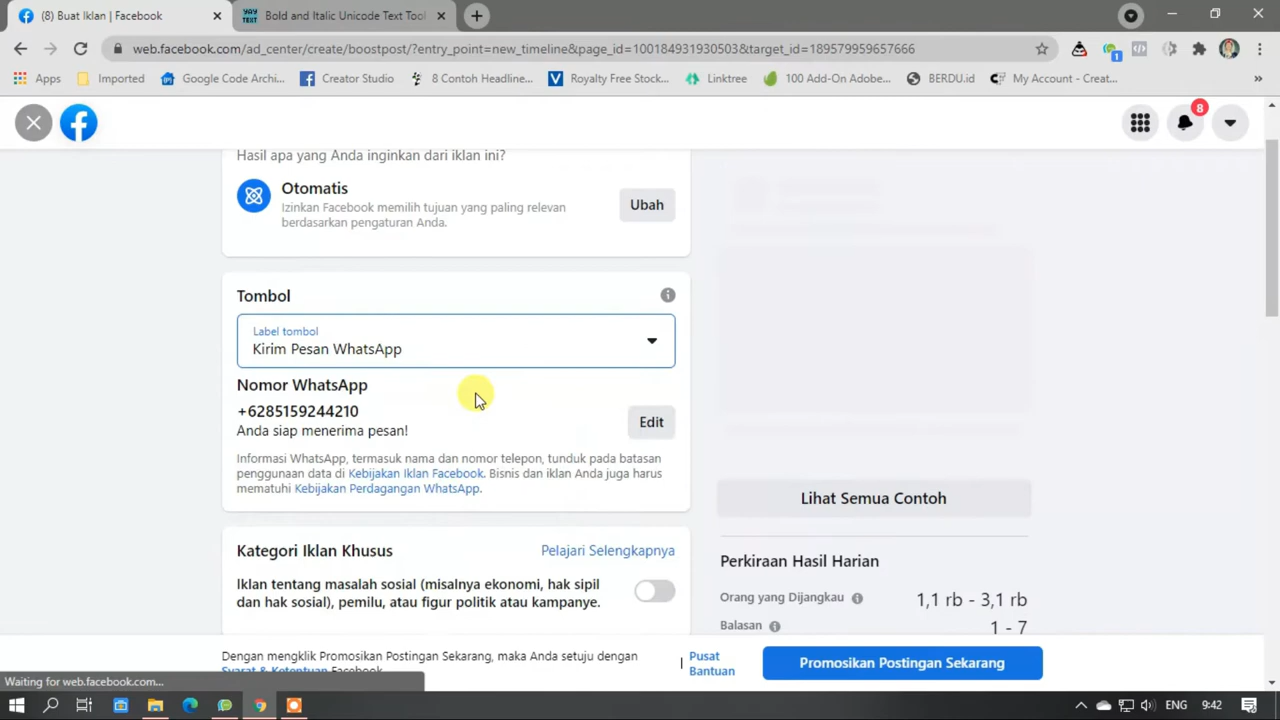 (8) Buat Iklan | Facebook
YAY TEXT
Bold and Italic Unicode Text Tool
web.facebook.com/ad_center/create/boostpost/?entry_point=new_timeline&page_id=100184931930503&target_id=189579959657666
1
Apps
Imported
Google Code Archi...
Creator Studio
8 Contoh Headline...
Royalty Free Stock...
Linktree
100 Add-On Adobe...
BERDU.id
My Account - Creat...
»
8
Hasil apa yang Anda inginkan dari iklan ini?
Otomatis
Izinkan Facebook memilih tujuan yang paling relevan
berdasarkan pengaturan Anda.
Ubah
Tombol
Label tombol
Kirim Pesan WhatsApp
Nomor WhatsApp
+6285159244210
Anda siap menerima pesan!
Edit
Informasi WhatsApp, termasuk nama dan nomor telepon, tunduk pada batasan
penggunaan data di Kebijakan Iklan Facebook. Bisnis dan iklan Anda juga harus
mematuhi Kebijakan Perdagangan WhatsApp.
Lihat Semua Contoh
Kategori Iklan Khusus
Pelajari Selengkapnya
Iklan tentang masalah sosial (misalnya ekonomi, hak sipil
dan hak sosial), pemilu, atau figur politik atau kampanye.
Perkiraan Hasil Harian
Orang yang Dijangkau
1,1 rb - 3,1 rb
Balasan
1 - 7
Dengan mengklik Promosikan Postingan Sekarang, maka Anda setuju dengan
Syarat & Ketentuan Facebook
| Pusat
Bantuan
Promosikan Postingan Sekarang
Waiting for web.facebook.com...
ENG
9:42